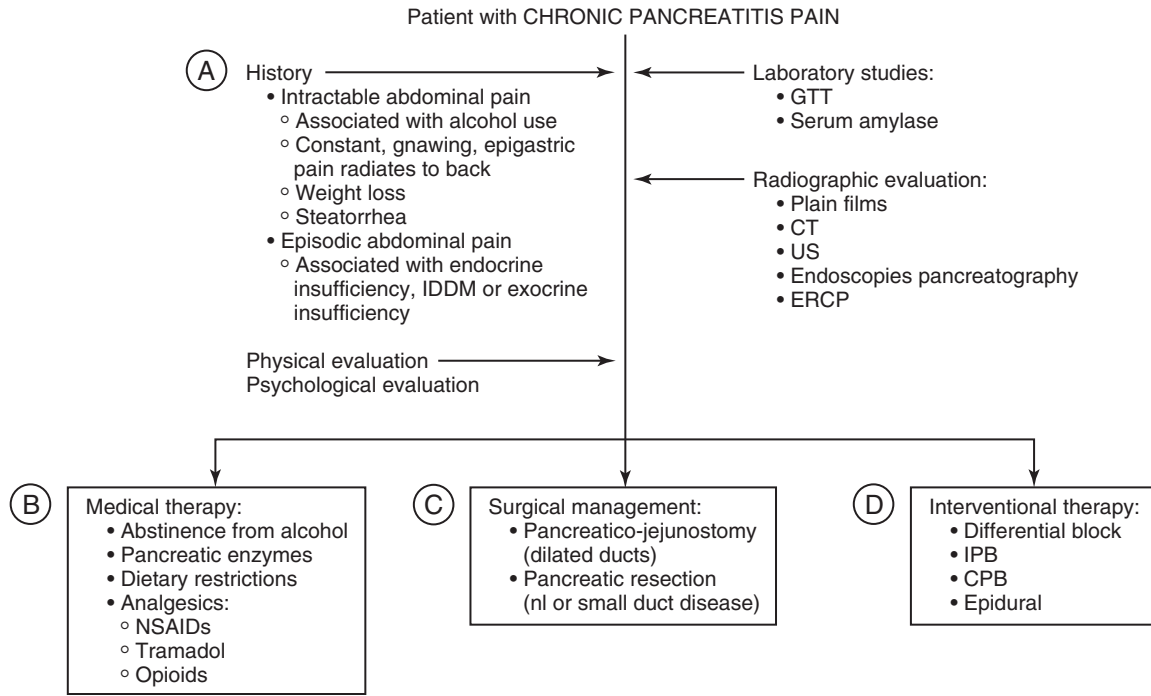 Patient with CHRONIC PANCREATITIS PAIN
A
History
• Intractable abdominal pain
○ Associated with alcohol use
○ Constant, gnawing, epigastric
pain radiates to back
○ Weight loss
○ Steatorrhea
• Episodic abdominal pain
○ Associated with endocrine
insufficiency, IDDM or exocrine
insufficiency
Laboratory studies:
• GTT
• Serum amylase
Radiographic evaluation:
• Plain films
• CT
• US
• Endoscopies pancreatography
• ERCP
Physical evaluation
Psychological evaluation
B
Medical therapy:
• Abstinence from alcohol
• Pancreatic enzymes
• Dietary restrictions
• Analgesics:
○ NSAIDs
○ Tramadol
○ Opioids
C
Surgical management:
• Pancreatico-jejunostomy
(dilated ducts)
• Pancreatic resection
(nl or small duct disease)
D
Interventional therapy:
• Differential block
• IPB
• CPB
• Epidural